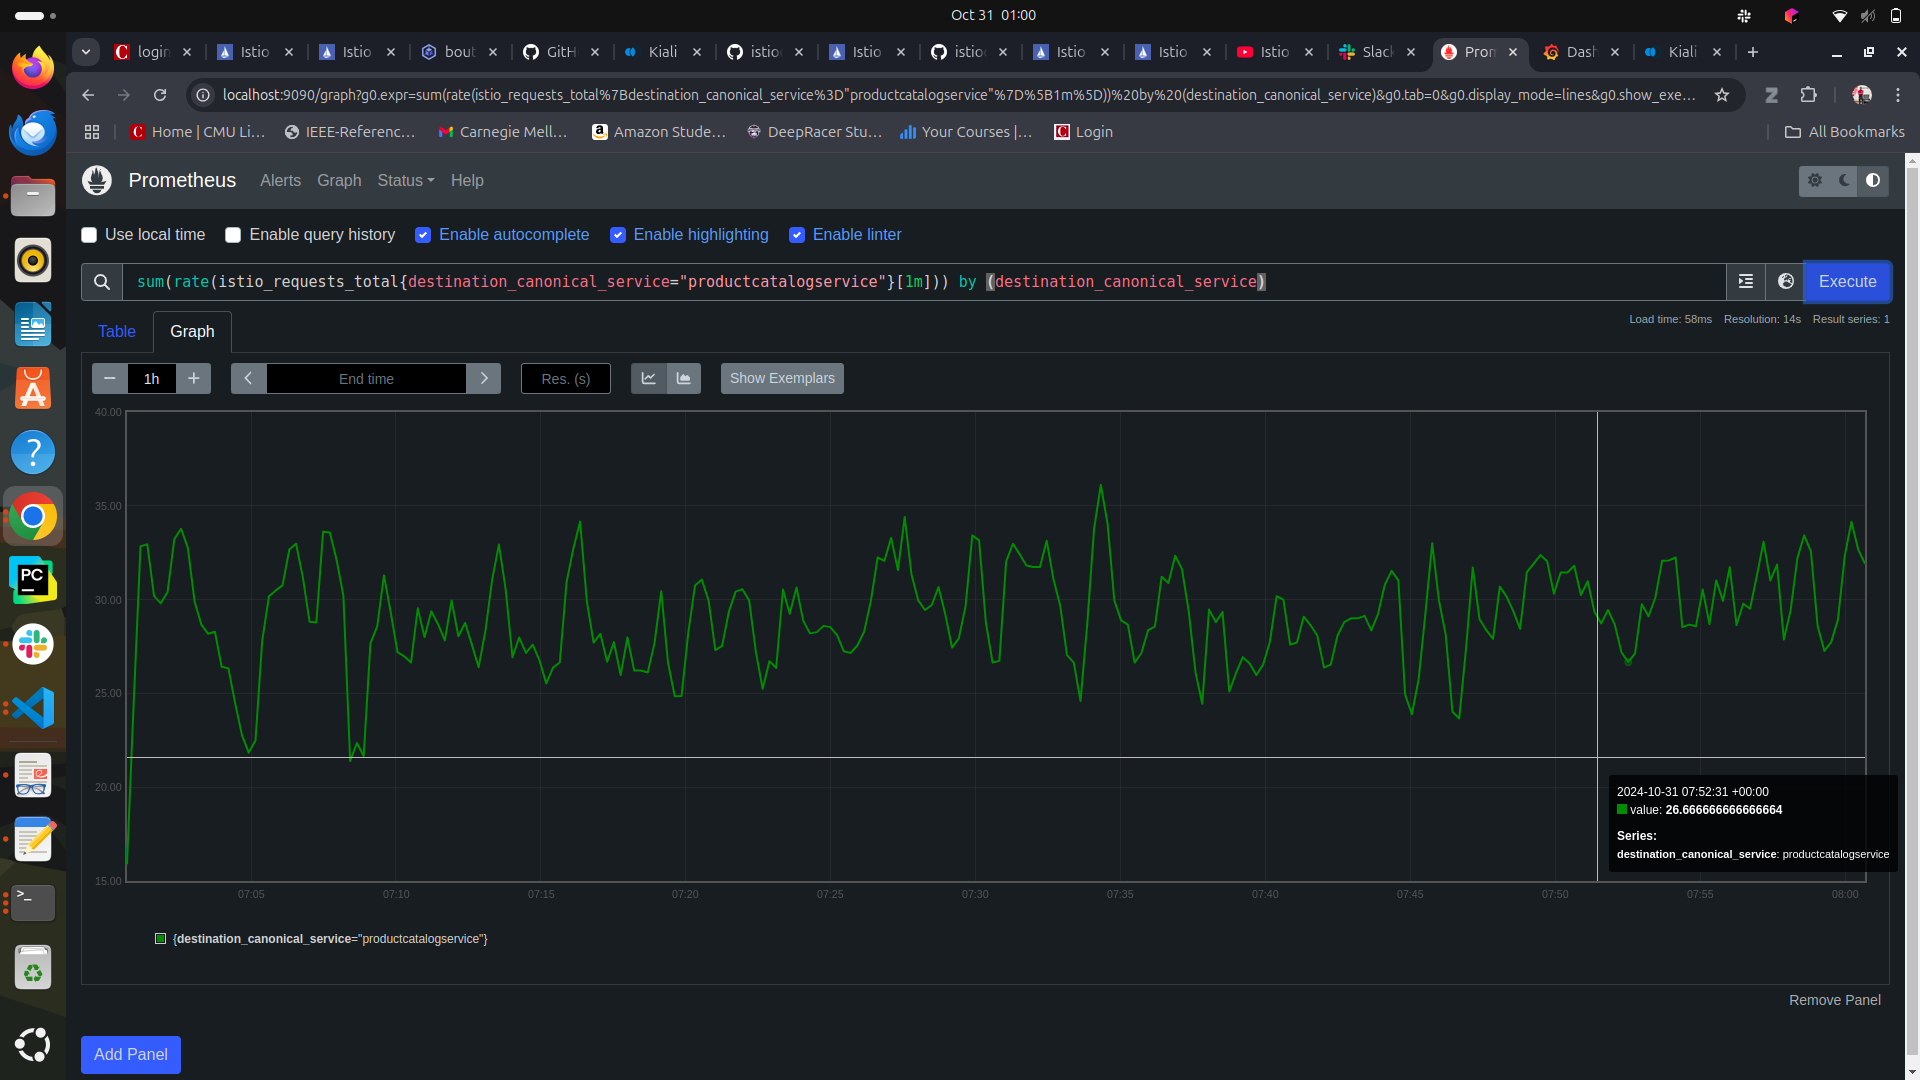 Oct 31 01:00
login
Istio
Istio
bout
GitH
Kiali
istio
Istio
istio
Istio
Istio
Istio
Slack
Pron
Dash
Kiali
localhost:9090/graph?g0.expr=sum(rate(istio_requests_total%7Bdestination_canonical_service%3D"productcatalogservice"%7D%5B1m%5D))%20by%20(destination_canonical_service)&g0.tab=0&g0.display_mode=lines&g0.show_exe...
Home | CMU Li...
IEEE-Referenc...
Carnegie Mell...
Amazon Stude...
DeepRacer Stu...
Your Courses |...
Login
All Bookmarks
Prometheus Alerts Graph Status Help
Use local time Enable query history Enable autocomplete Enable highlighting Enable linter
sum(rate(istio_requests_total{destination_canonical_service="productcatalogservice"}[1m])) by (destination_canonical_service)
Execute
Table Graph
Load time: 58ms Resolution: 14s Result series: 1
1h End time Res. (s) Show Exemplars
40.00
35.00
30.00
25.00
20.00
15.00
07:05 07:10 07:15 07:20 07:25 07:30 07:35 07:40 07:45 07:50 07:55 08:00
2024-10-31 07:52:31 +00:00
value: 26.666666666666664
Series:
destination_canonical_service: productcatalogservice
{destination_canonical_service="productcatalogservice"}
Remove Panel
Add Panel
PC